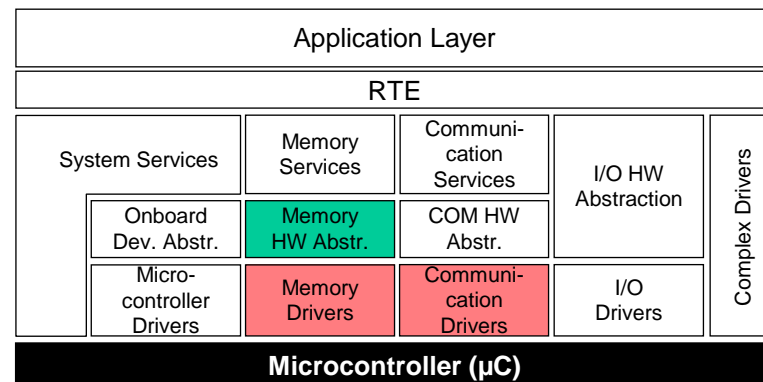 Application Layer
RTE
System Services
Memory
Services
Communi-
cation
Services
I/O HW
Abstraction
Complex Drivers
Onboard
Dev. Abstr.
Memory
HW Abstr.
COM HW
Abstr.
Micro-
controller
Drivers
Memory
Drivers
Communi-
cation
Drivers
I/O
Drivers
Microcontroller (µC)